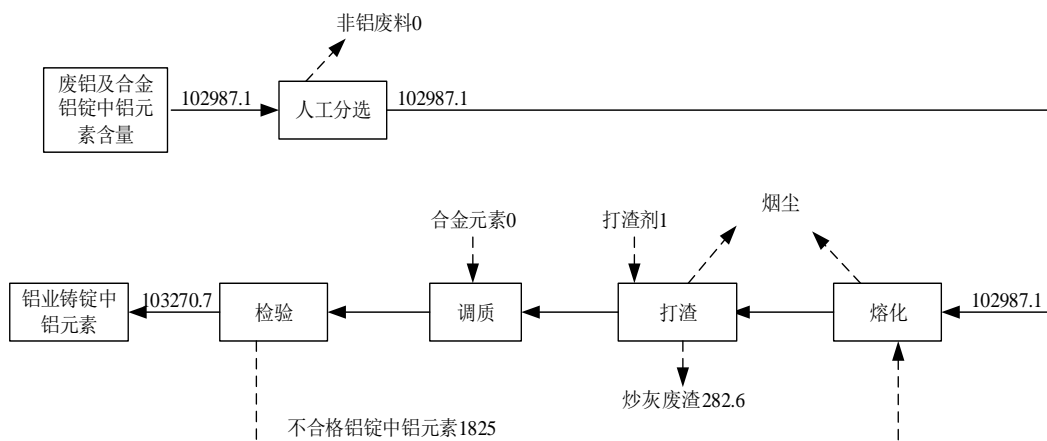 非铝废料0
废铝及合金
铝锭中铝元
素含量
102987.1
人工分选
102987.1
合金元素0
打渣剂1
烟尘
铝业铸锭中
铝元素
103270.7
检验
调质
打渣
熔化
102987.1
炒灰废渣282.6
不合格铝锭中铝元素1825